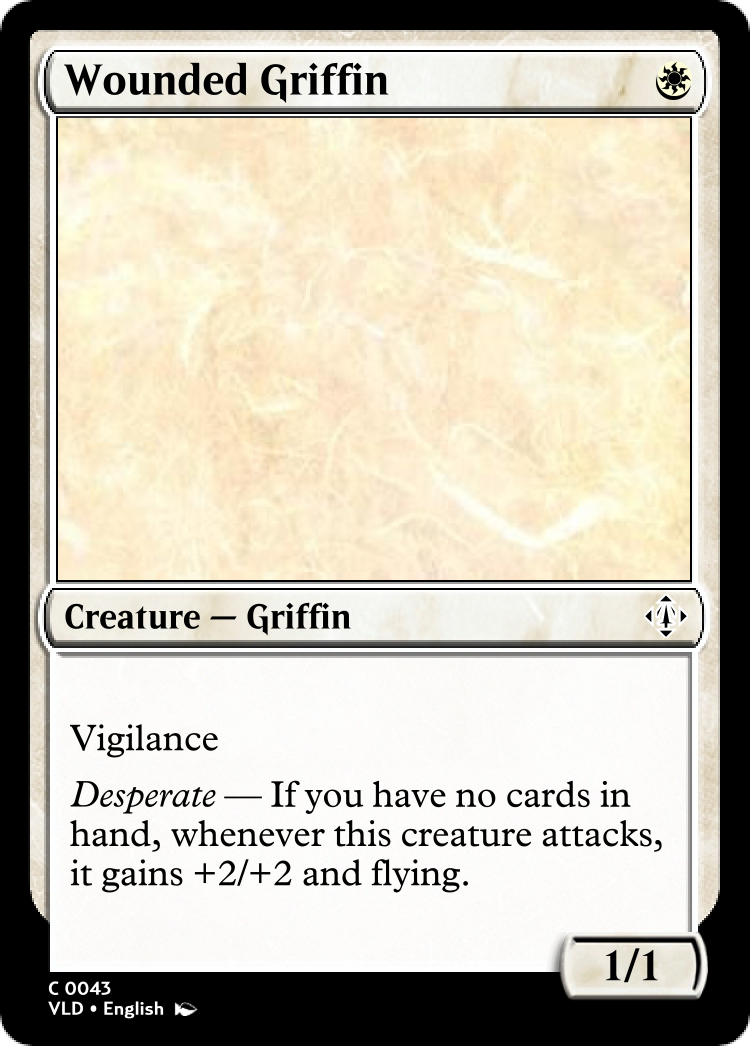 Wounded Griffin
Creature — Griffin
Vigilance
Desperate — If you have no cards in
hand, whenever this creature attacks,
it gains +2/+2 and flying.
1/1
C 0043
VLD • English